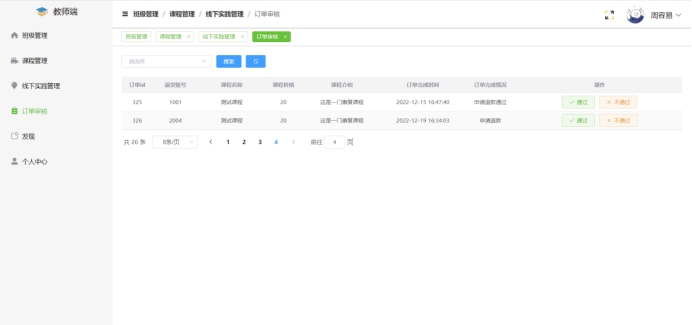 教师端
班级管理 / 课程管理 / 线下实践管理 / 订单审核
周容易
班级管理
课程管理
线下实践管理
订单审核
发现
个人中心
班级管理 课程管理 × 线下实践管理 × 订单审核 ×
请选择 搜索
订单id 账号 课程名称 课程价格 课程介绍 订单完成时间 订单完成情况 操作
325 1001 测试课程 20 这是一门康复课程 2022-12-15 16:47:40 申请退款通过 通过 不通过
326 2004 测试课程 20 这是一门康复课程 2022-12-19 16:34:03 申请退款 通过 不通过
共 26 条 8条/页 1 2 3 4 前往 4 页